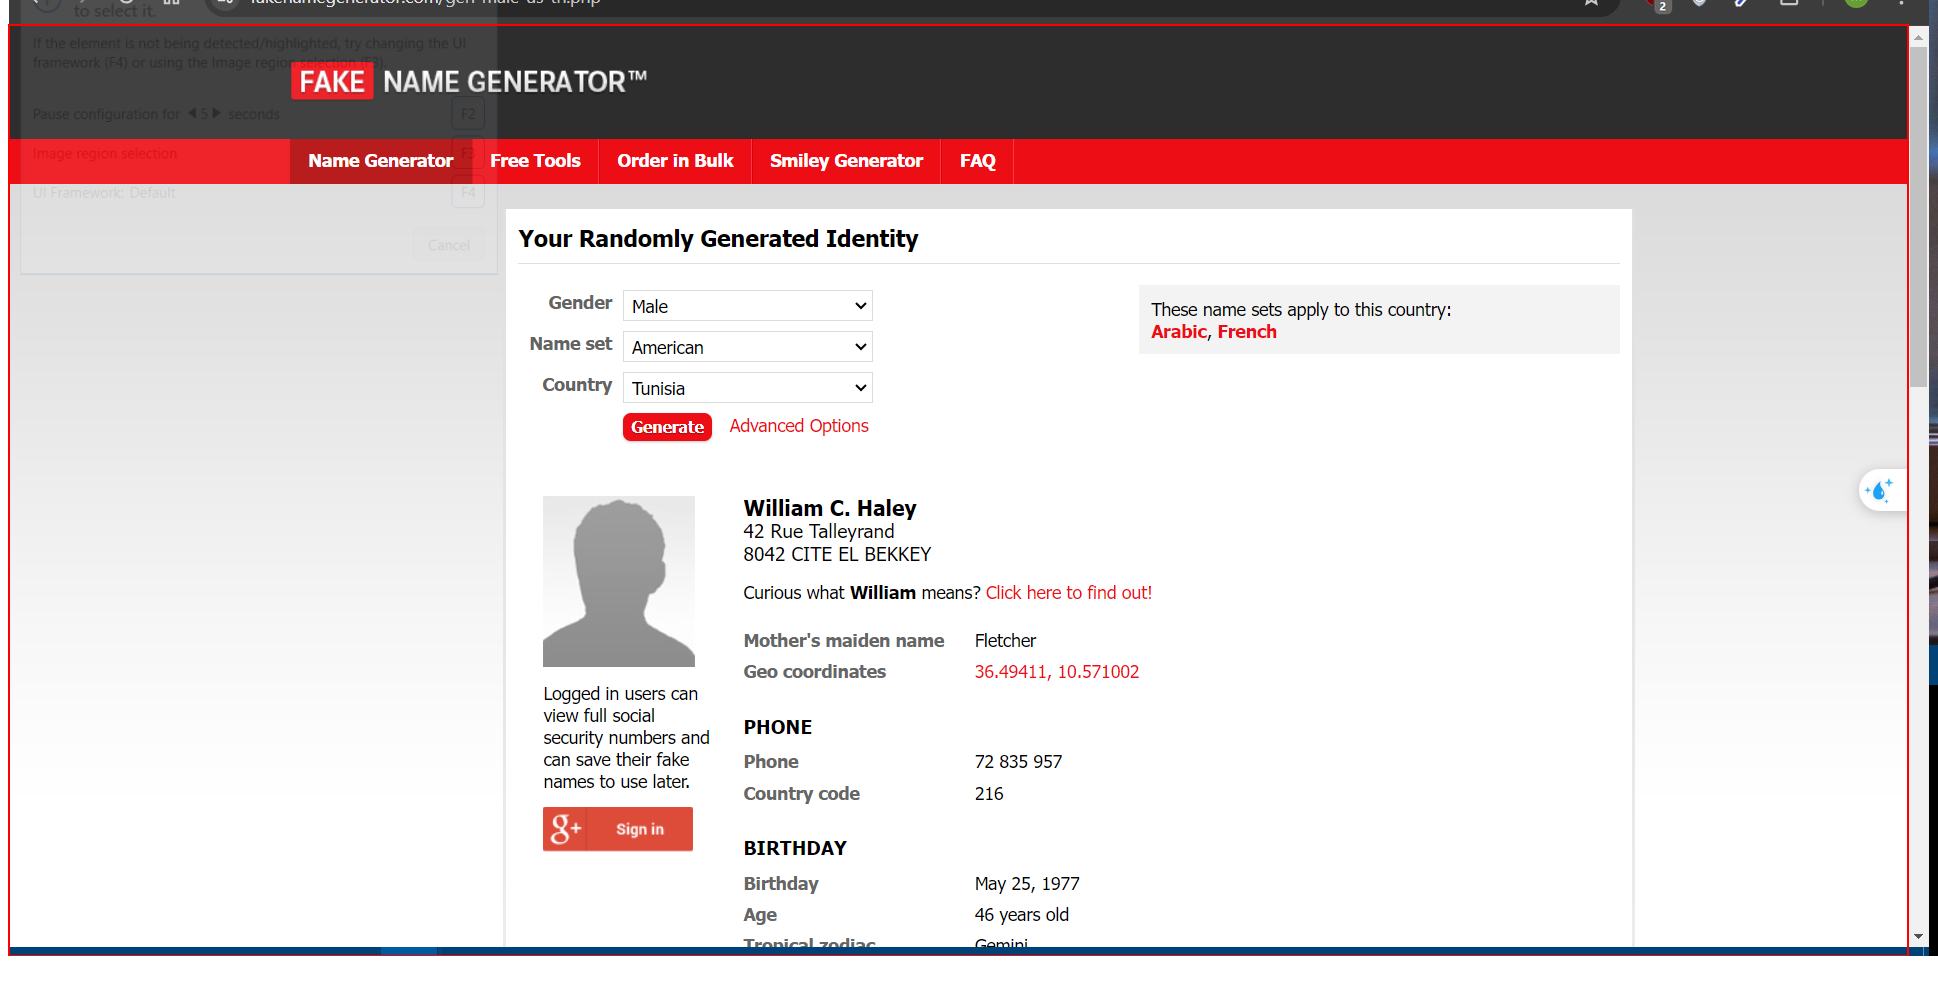 to select it.
If the element is not being detected/highlighted, try changing the UI
framework (F4) or using the Image region selection (F3).
FAKE NAME GENERATOR™
Pause configuration for 5 seconds F2
Image region selection F3
Name Generator Free Tools Order in Bulk Smiley Generator FAQ
UI Framework: Default F4
Cancel
Your Randomly Generated Identity
Gender Male
Name set American
Country Tunisia
Generate Advanced Options
These name sets apply to this country:
Arabic, French
William C. Haley
42 Rue Talleyrand
8042 CITE EL BEKKEY
Curious what William means? Click here to find out!
Mother's maiden name Fletcher
Geo coordinates 36.49411, 10.571002
Logged in users can
view full social
security numbers and
can save their fake
names to use later.
g+ Sign in
PHONE
Phone 72 835 957
Country code 216
BIRTHDAY
Birthday May 25, 1977
Age 46 years old
Tropical zodiac Gemini
2